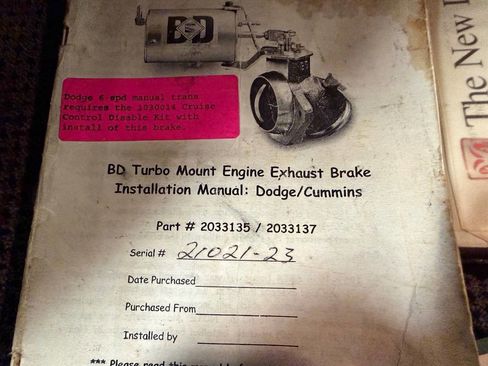 BD
Dodge 6 spd manual trans
requires the 1030014 Cruise
Control Disable Kit with
install of this brake.
The New
BD Turbo Mount Engine Exhaust Brake
Installation Manual: Dodge/Cummins
Part # 2033135 / 2033137
Serial # 21021-23
Date Purchased
Purchased From
Installed by
*** Please read this